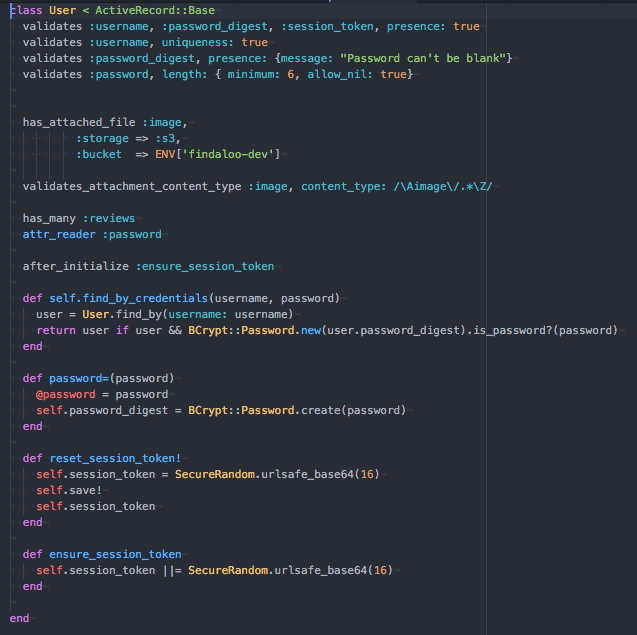 class User < ActiveRecord::Base
  validates :username, :password_digest, :session_token, presence: true
  validates :username, uniqueness: true
  validates :password_digest, presence: {message: "Password can't be blank"}
  validates :password, length: { minimum: 6, allow_nil: true}
  has_attached_file :image,
          :storage => :s3,
          :bucket  => ENV['findaloo-dev']
  validates_attachment_content_type :image, content_type: /\Aimage\/.*\Z/
  has_many :reviews
  attr_reader :password
  after_initialize :ensure_session_token
  def self.find_by_credentials(username, password)
    user = User.find_by(username: username)
    return user if user && BCrypt::Password.new(user.password_digest).is_password?(password)
  end
  def password=(password)
    @password = password
    self.password_digest = BCrypt::Password.create(password)
  end
  def reset_session_token!
    self.session_token = SecureRandom.urlsafe_base64(16)
    self.save!
    self.session_token
  end
  def ensure_session_token
    self.session_token ||= SecureRandom.urlsafe_base64(16)
  end
end